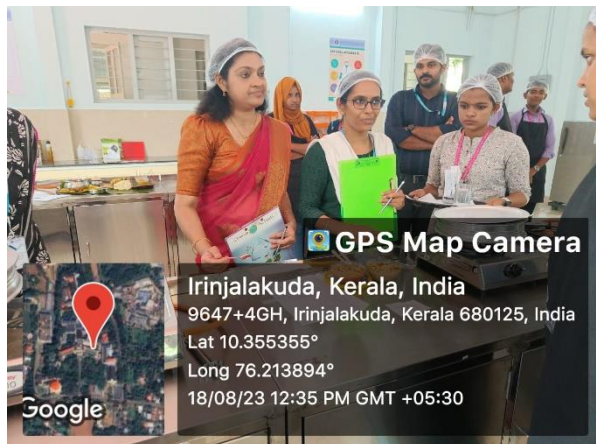 GPS Map Camera
Irinjalakuda, Kerala, India
9647+4GH, Irinjalakuda, Kerala 680125, India
Lat 10.355355°
Long 76.213894°
18/08/23 12:35 PM GMT +05:30
Google